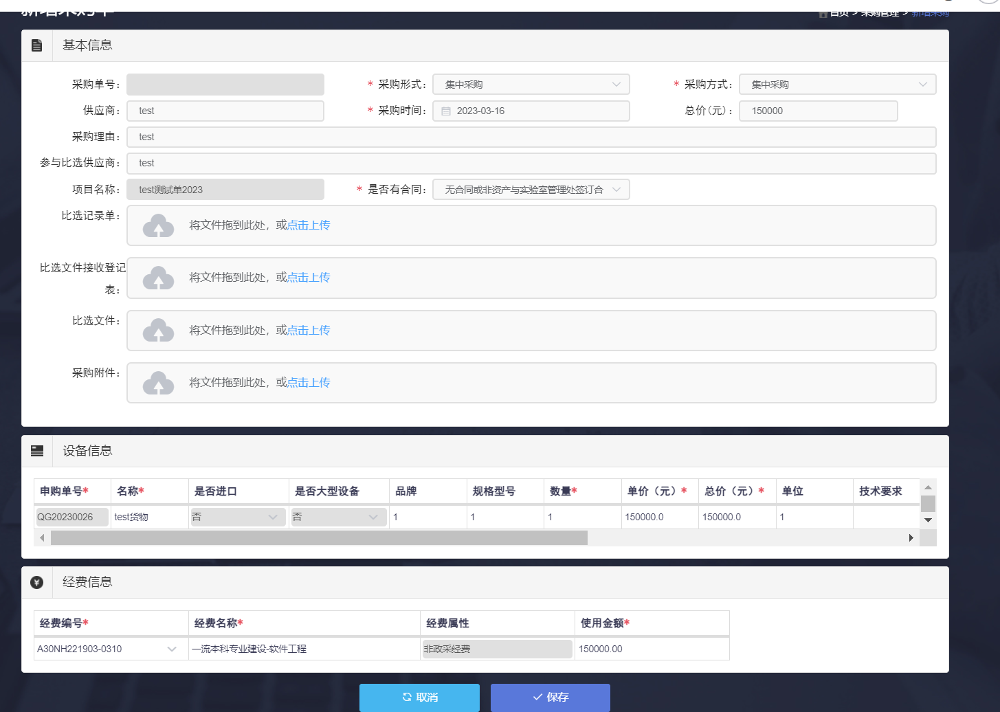 新增采购单
首页 > 采购管理 > 新增采购
基本信息
采购单号：
* 采购形式： 集中采购
* 采购方式： 集中采购
供应商： test
* 采购时间： 2023-03-16
总价(元)： 150000
采购理由： test
参与比选供应商： test
项目名称： test测试单2023
* 是否有合同： 无合同或非资产与实验室管理处签订合
比选记录单： 将文件拖到此处，或点击上传
比选文件接收登记
表： 将文件拖到此处，或点击上传
比选文件： 将文件拖到此处，或点击上传
采购附件： 将文件拖到此处，或点击上传
设备信息
申购单号* 名称* 是否进口 是否大型设备 品牌 规格型号 数量* 单价（元）* 总价（元）* 单位 技术要求
QG20230026 test货物 否 否 1 1 1 150000.0 150000.0 1
经费信息
经费编号* 经费名称* 经费属性 使用金额*
A30NH221903-0310 一流本科专业建设-软件工程 非政采经费 150000.00
取消 保存